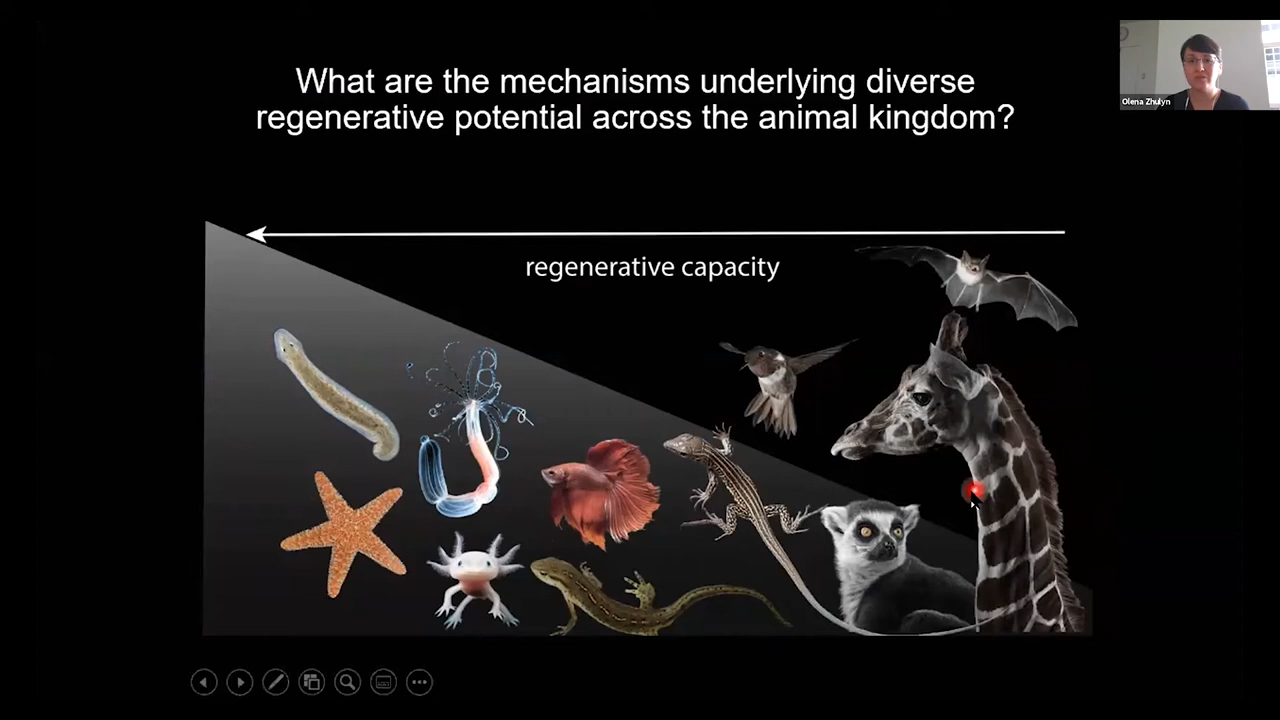 What are the mechanisms underlying diverse
regenerative potential across the animal kingdom?
Olena Zhulyn
regenerative capacity